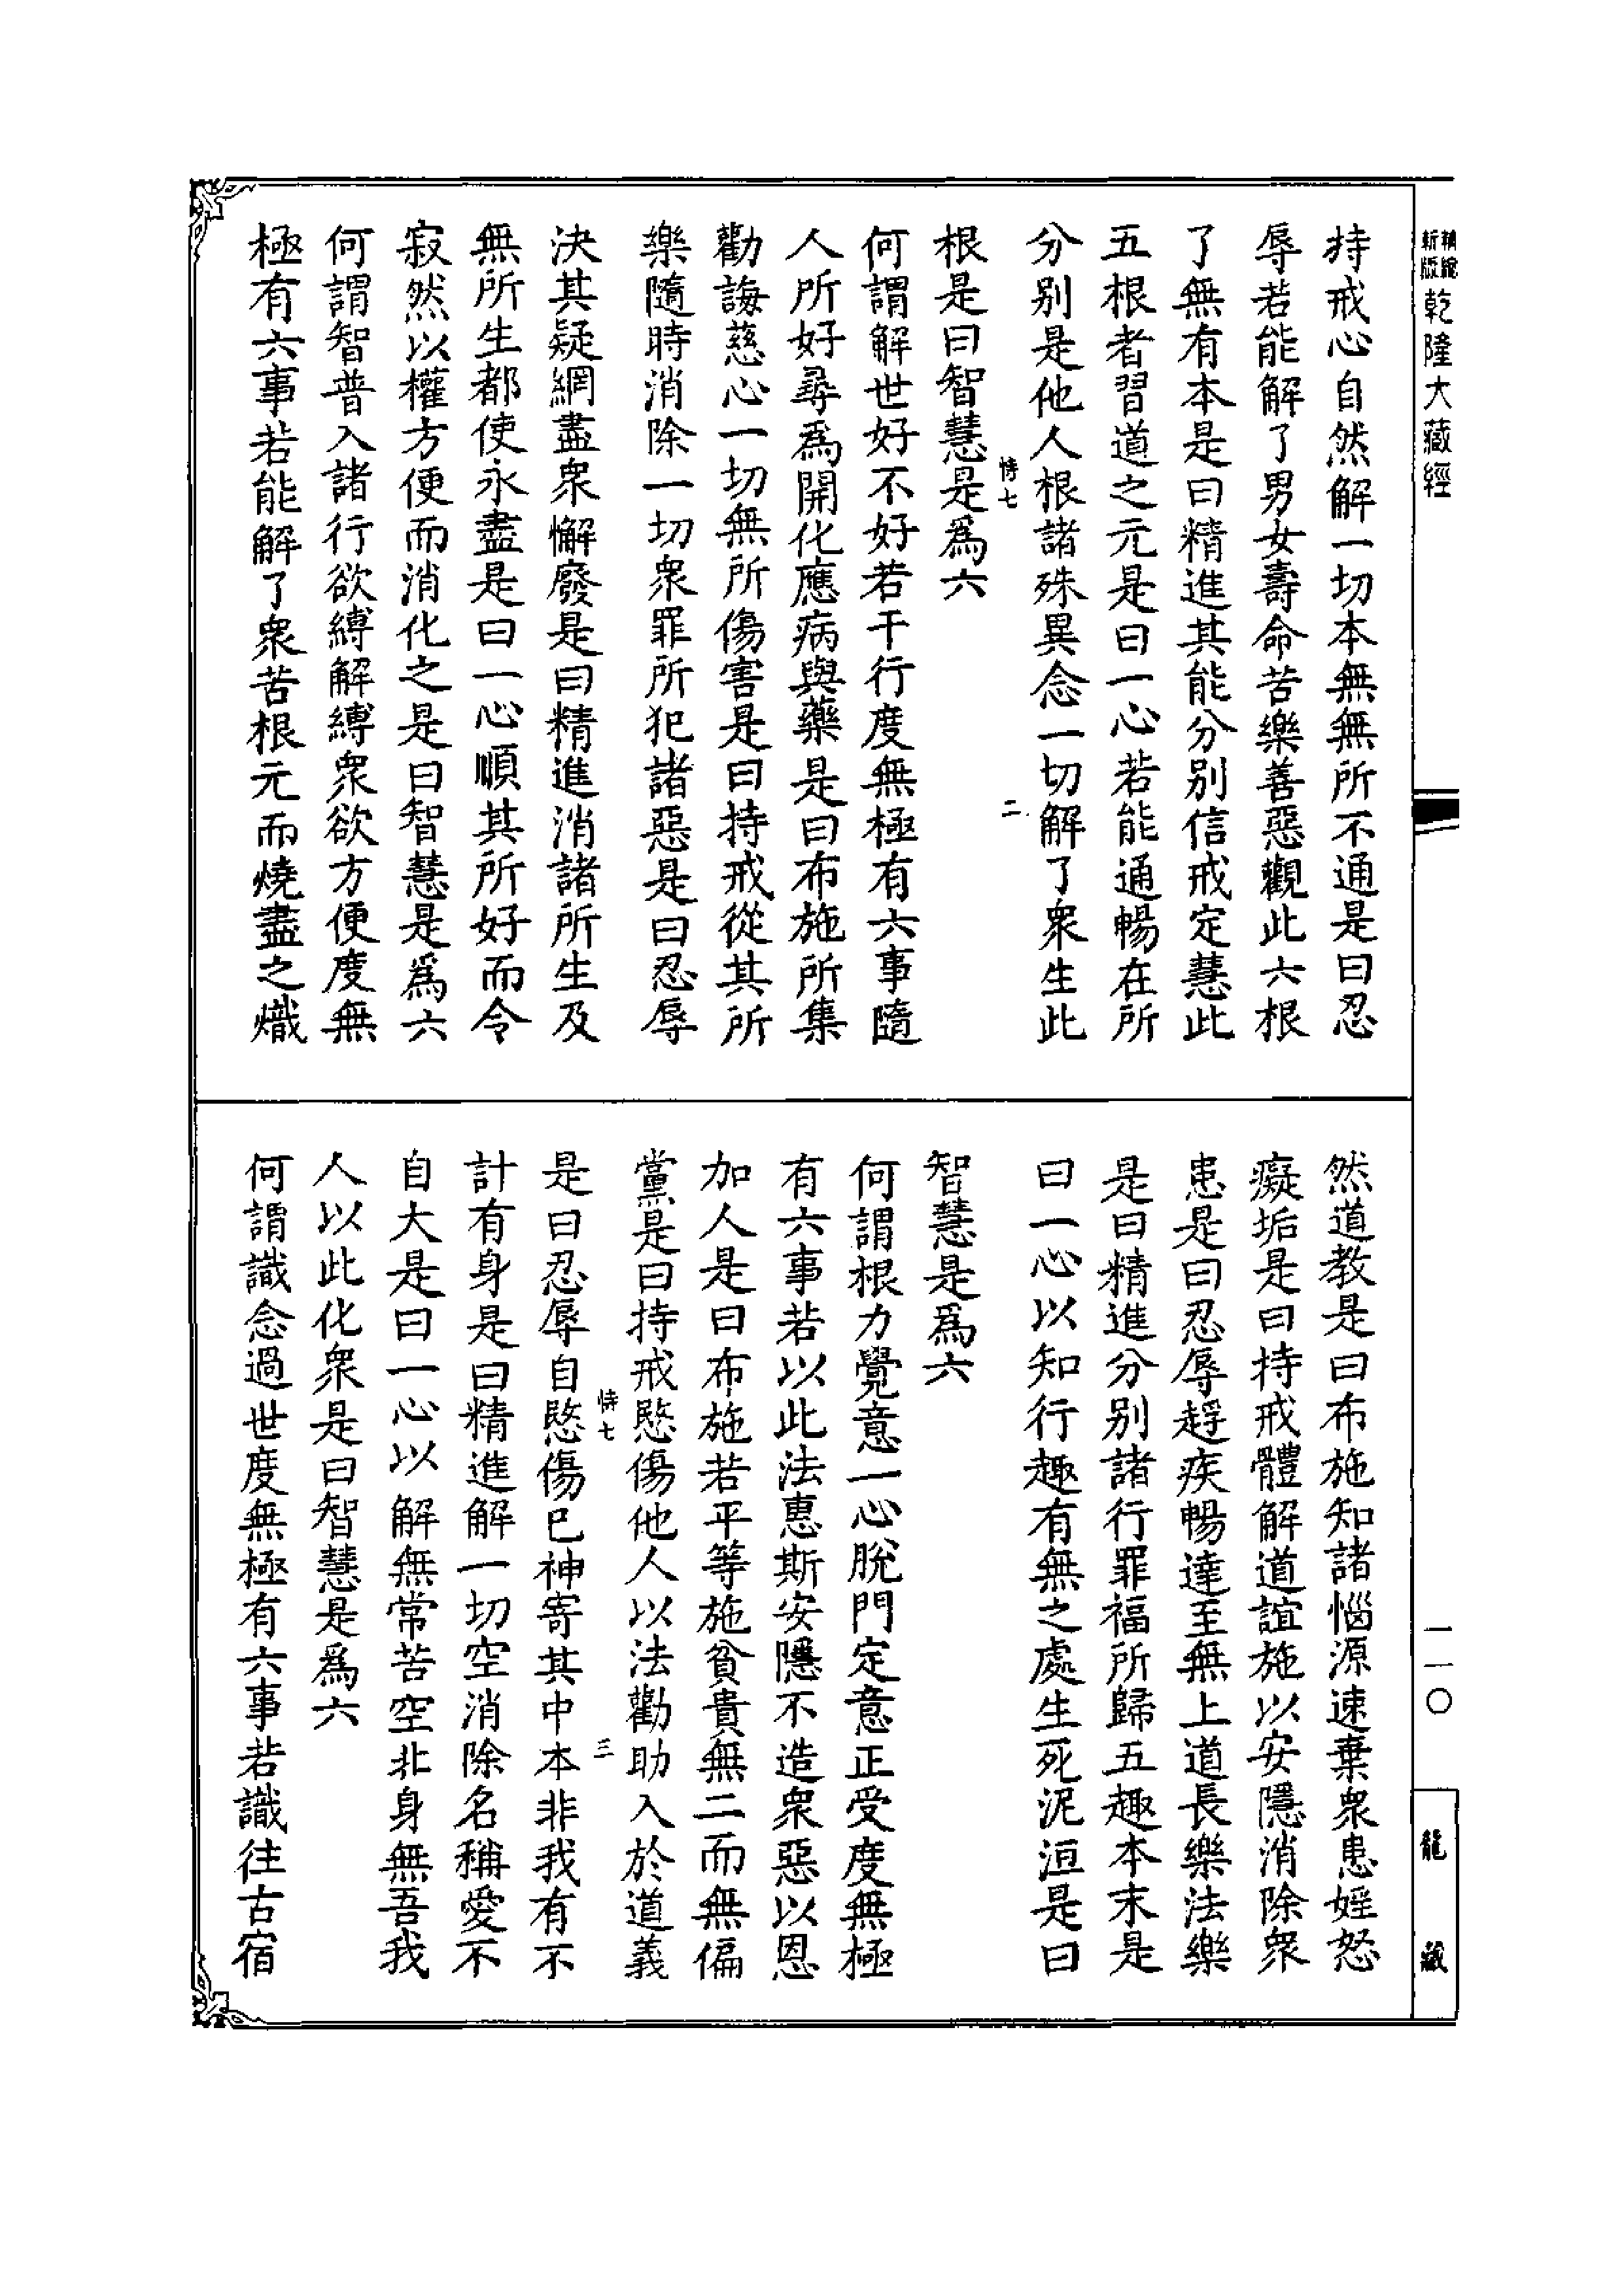 新版
乾隆大藏經
持戒心自然解一切本無無所不通是曰忍
辱若能解了男女壽命苦樂善惡觀此六根
了無有本是曰精進其能分別信戒定慧此
五根者習道之元是曰一心若能通暢在所
分别是他人根諸殊異念一切解了衆生此
恃七 二
根是曰智慧是爲六
何謂解世好不好若干行度無極有六事隨
人所好尋爲開化應病與藥是曰布施所集
勸誨慈心一切無所傷害是曰持戒從其所
樂隨時消除一切衆罪所犯諸惡是曰忍辱
決其疑網盡衆懈廢是曰精進消諸所生及
無所生都使永盡是曰一心順其所好而令
寂然以權方便而消化之是曰智慧是爲六
何謂智普入諸行欲縛解縛衆欲方便度無
極有六事若能解了衆苦根元而燒盡之熾
然道教是曰布施知諸惱源速棄衆患婬怒
癡垢是曰持戒體解道誼施以安隱消除衆
患是曰忍辱趕疾暢達至無上道長樂法樂
是曰精進分别諸行罪福所歸五趣本末是
曰一心以知行趣有無之處生死泥洹是曰
智慧是爲六
何謂根力覺意一心脫門定意正受度無極
有六事若以此法惠斯安隱不造衆惡以恩
加人是曰布施若平等施貧貴無二而無偏
黨是曰持戒愍傷他人以法勸助入於道義
恃七 三
是曰忍辱自愍傷已神寄其中本非我有不
計有身是曰精進解一切空消除名稱愛不
自大是曰一心以解無常苦空非身無吾我
人以此化衆是曰智慧是爲六
何謂識念過世度無極有六事若識往古宿
一一〇
龍藏